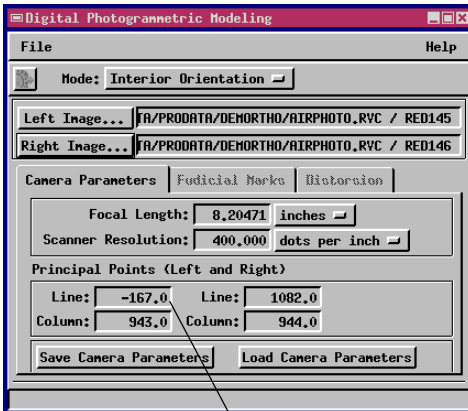 Digital Photogrammetric Modeling
File Help
Mode: Interior Orientation
Left Image... TA/PRODATA/DEMORTHO/AIRPHOTO.RVC / RED145
Right Image... TA/PRODATA/DEMORTHO/AIRPHOTO.RVC / RED146
Camera Parameters Fudicial Marks Distorsion
Focal Length: 8.20471 inches
Scanner Resolution: 400.000 dots per inch
Principal Points (Left and Right)
Line: -167.0 Line: 1082.0
Column: 943.0 Column: 944.0
Save Camera Parameters Load Camera Parameters